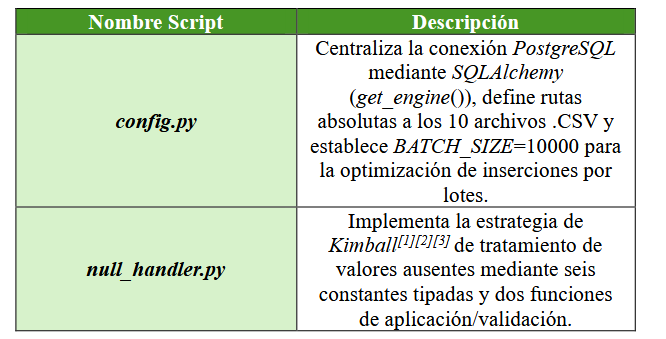 Nombre Script Descripción
config.py
Centraliza la conexión PostgreSQL
mediante SQLAlchemy
(get_engine()), define rutas
absolutas a los 10 archivos .CSV y
establece BATCH_SIZE=10000 para
la optimización de inserciones por
lotes.
null_handler.py
Implementa la estrategia de
Kimball[1][2][3] de tratamiento de
valores ausentes mediante seis
constantes tipadas y dos funciones
de aplicación/validación.